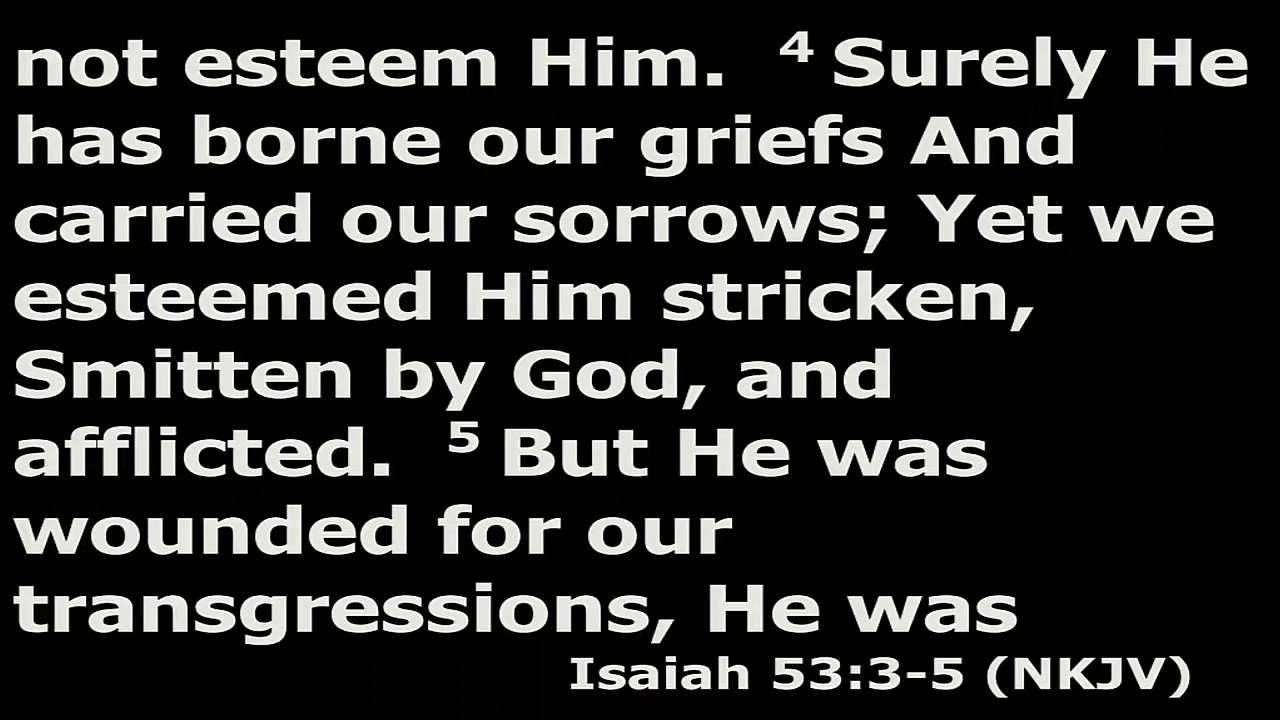 not esteem Him. 4 Surely He
has borne our griefs And
carried our sorrows; Yet we
esteemed Him stricken,
Smitten by God, and
afflicted. 5 But He was
wounded for our
transgressions, He was
Isaiah 53:3-5 (NKJV)